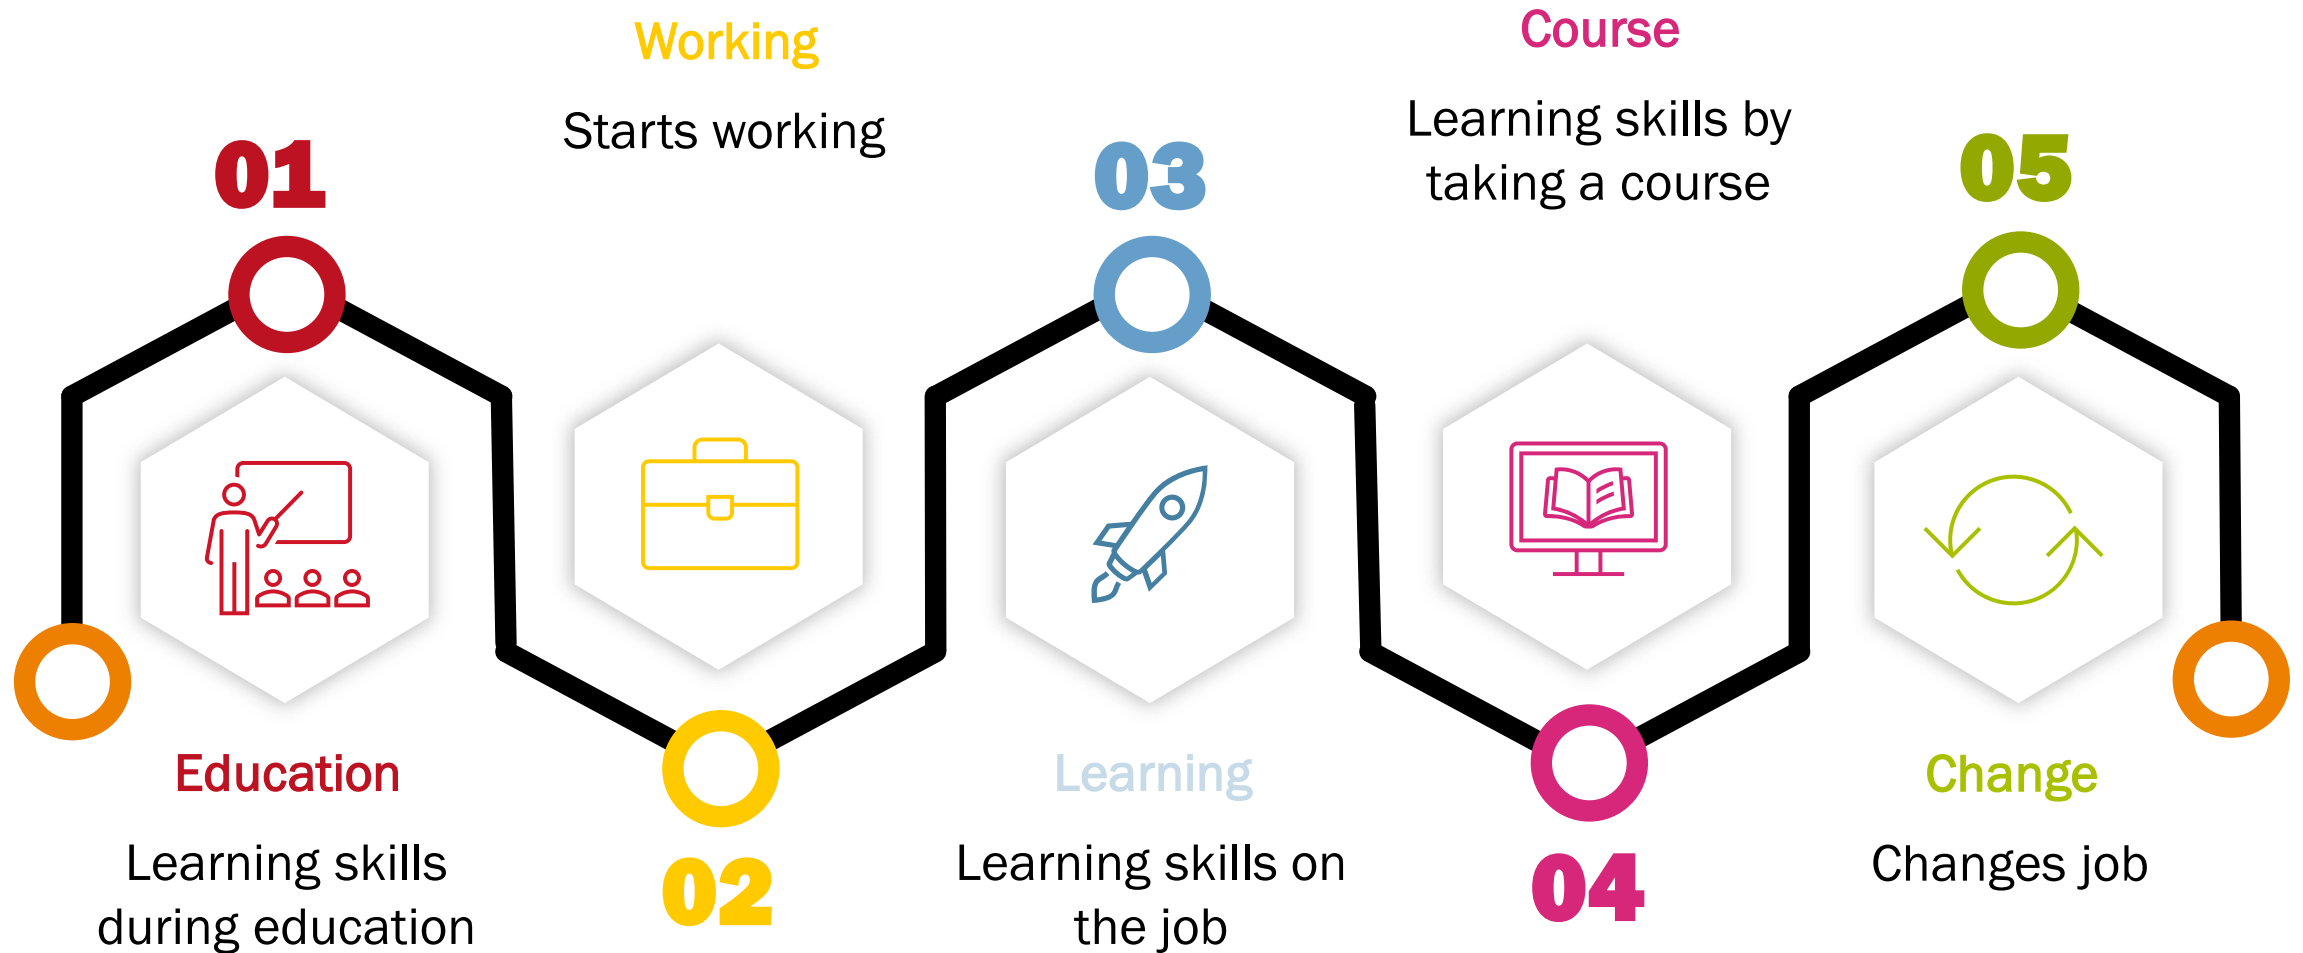 01
Education
Learning skills
during education
Working
Starts working
02
03
Learning
Learning skills on
the job
Course
Learning skills by
taking a course
04
05
Change
Changes job